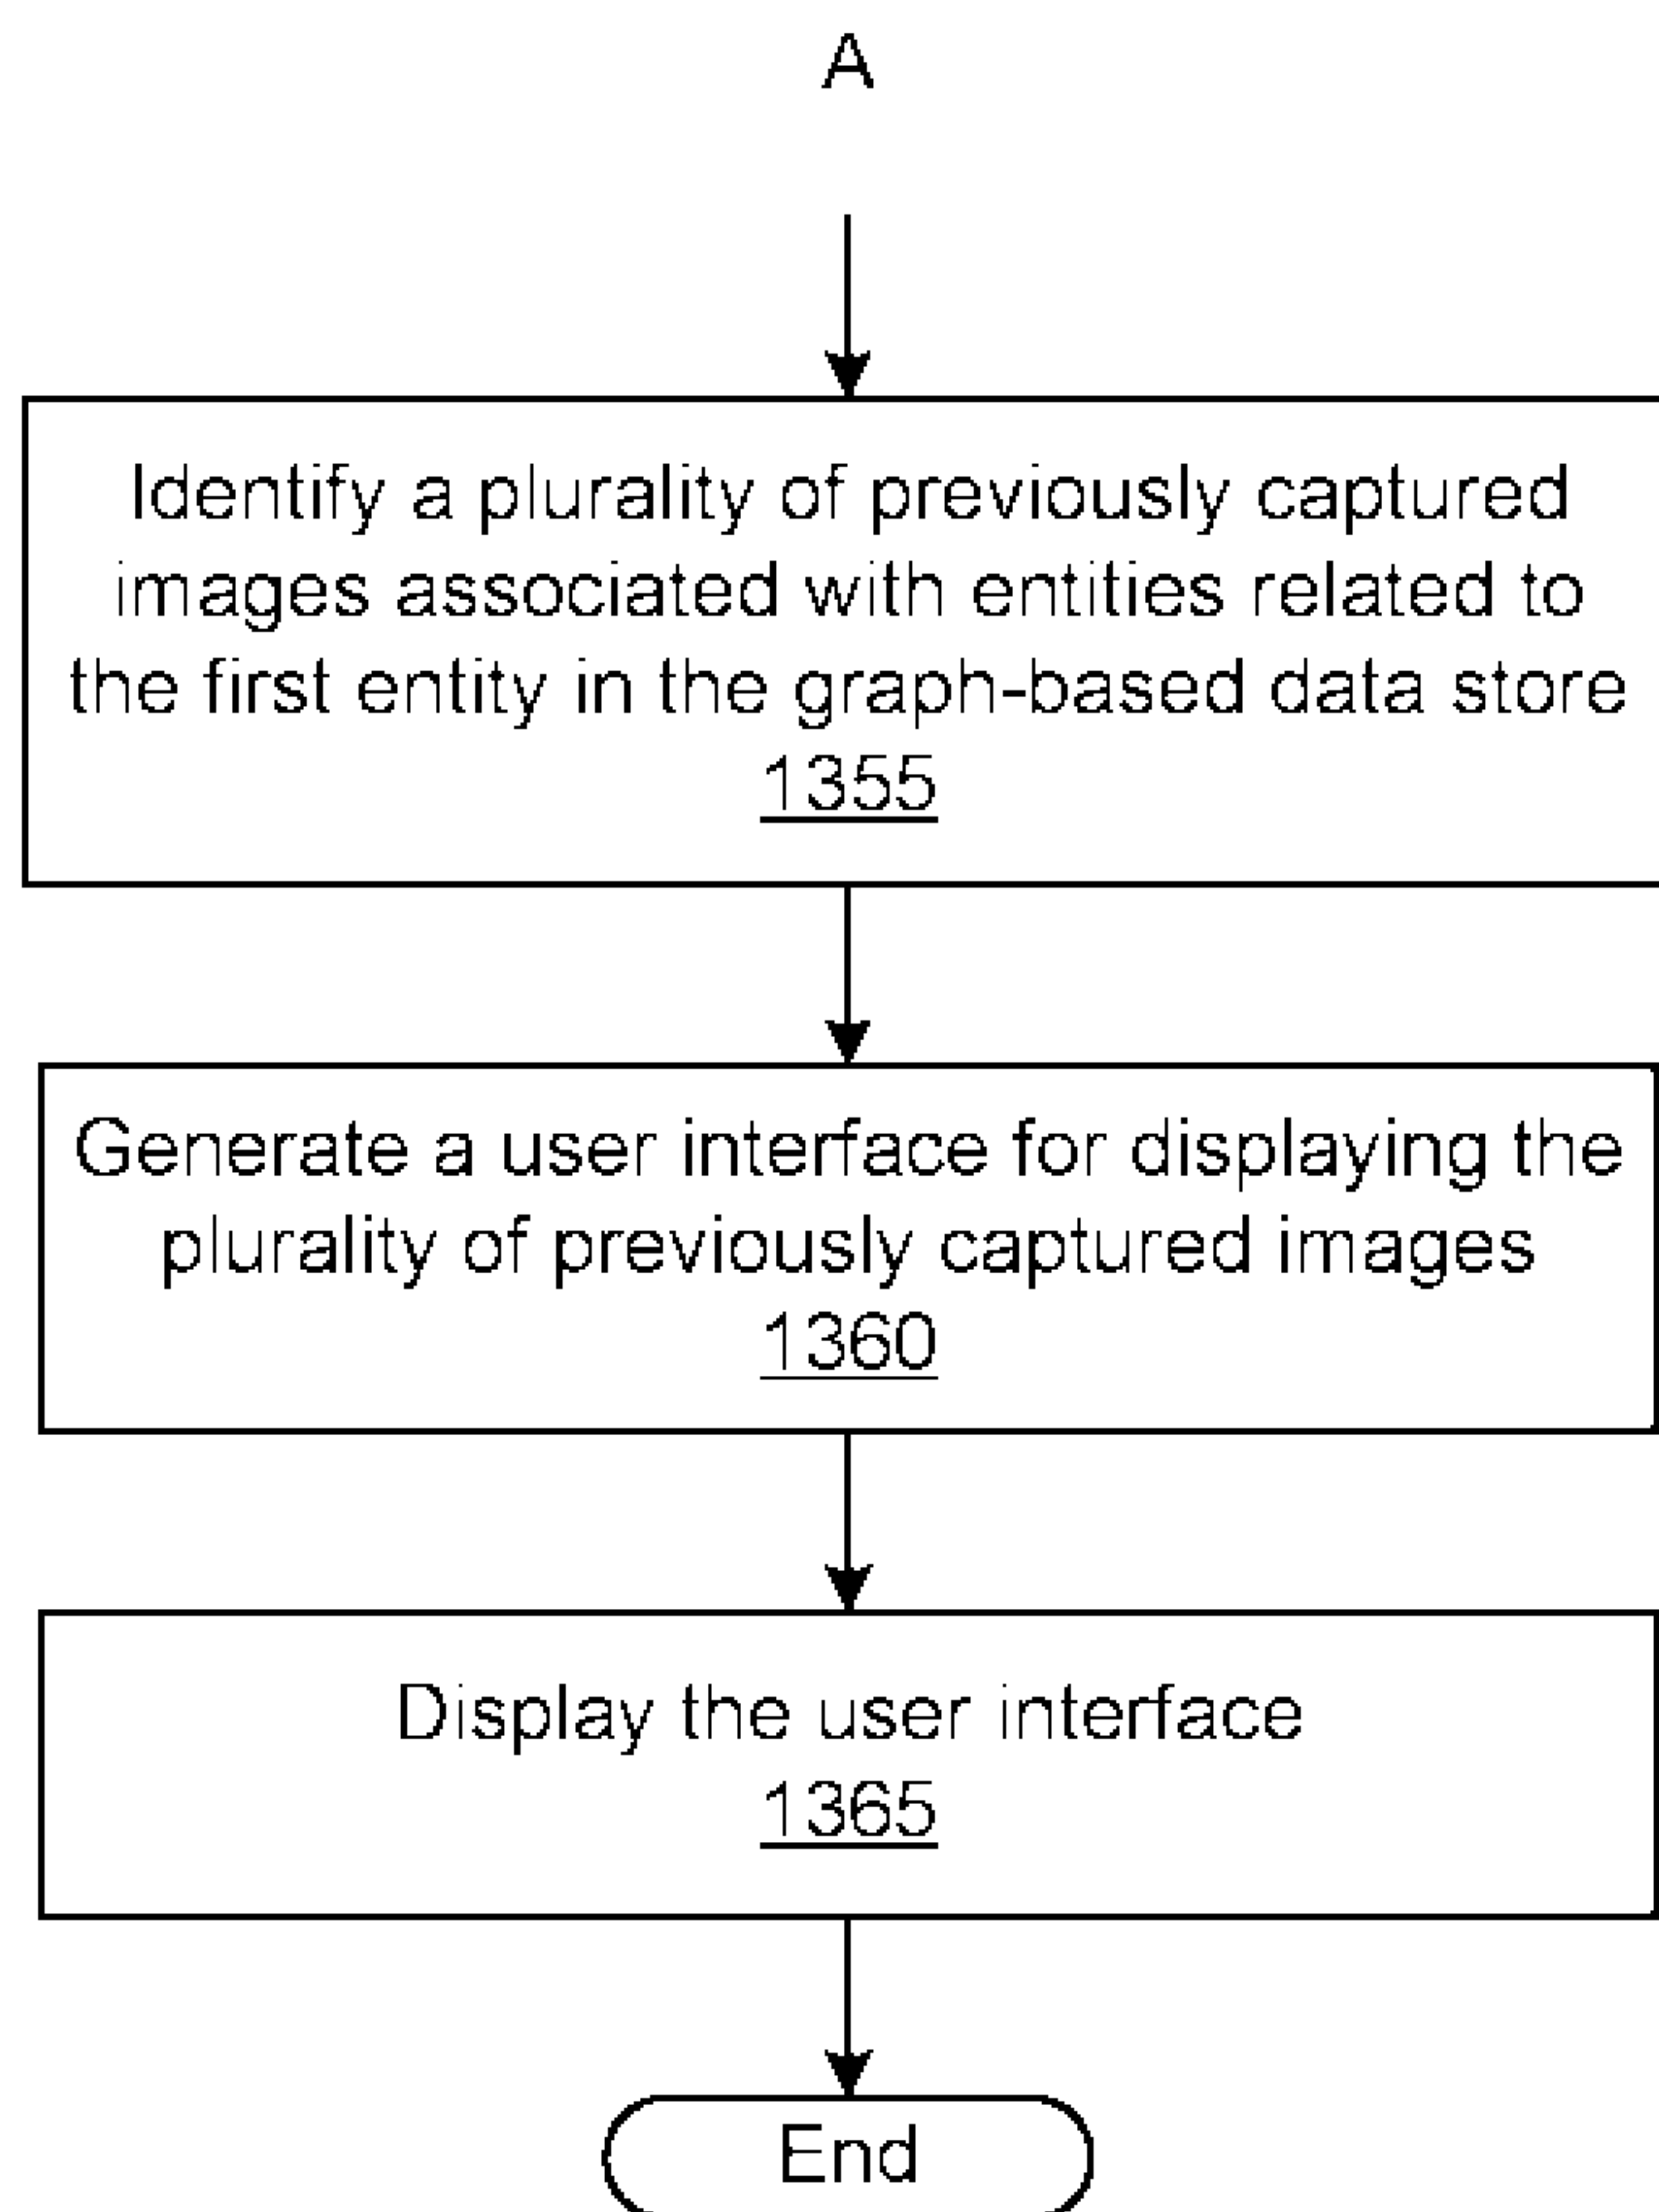 A
Identify a plurality of previously captured
images associated with entities related to
the first entity in the graph-based data store
1355
Generate a user interface for displaying the
plurality of previously captured images
1360
Display the user interface
1365
End